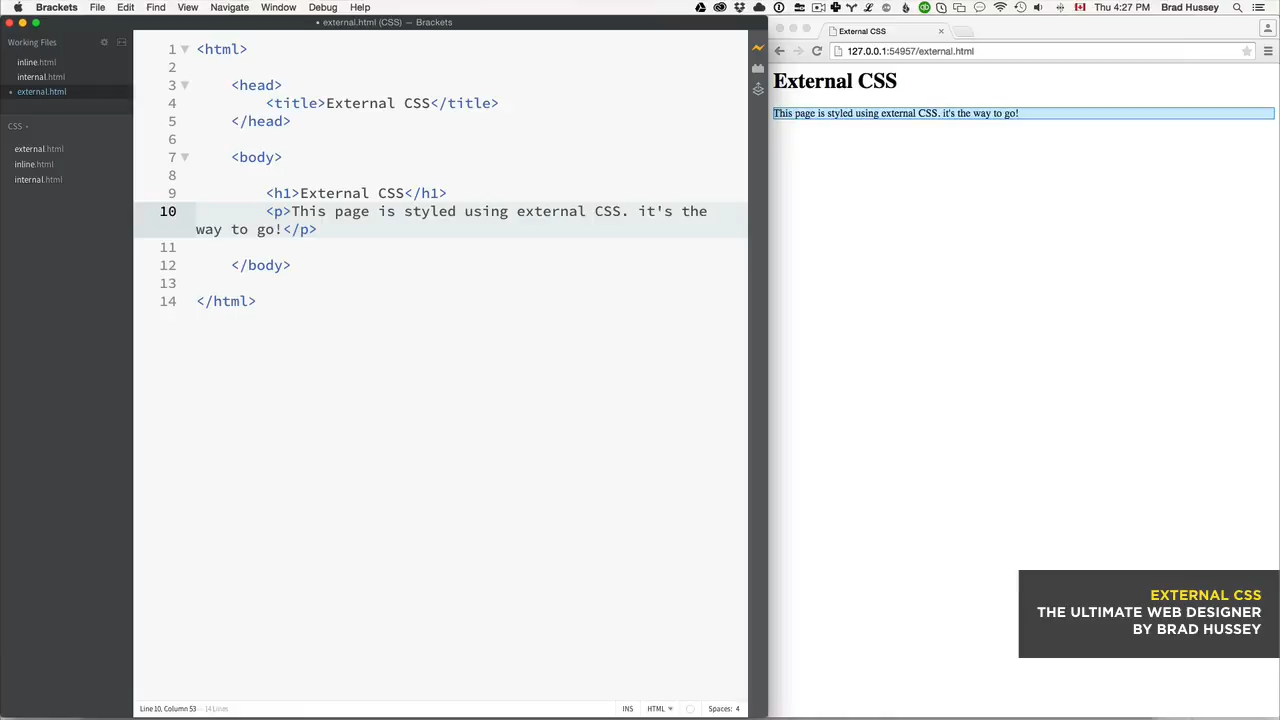 Brackets File Edit Find View Navigate Window Debug Help Thu 4:27 PM Brad Hussey
• external.html (CSS) — Brackets
Working Files
inline.html
internal.html
• external.html
CSS
external.html
inline.html
internal.html
1 <html>
2
3 <head>
4 <title>External CSS</title>
5 </head>
6
7 <body>
8
9 <h1>External CSS</h1>
10 <p>This page is styled using external CSS. it's the
way to go!</p>
11
12 </body>
13
14 </html>
Line 10, Column 53 — 14 Lines
INS HTML Spaces: 4
External CSS
127.0.0.1:54957/external.html
External CSS
This page is styled using external CSS. it's the way to go!
EXTERNAL CSS
THE ULTIMATE WEB DESIGNER
BY BRAD HUSSEY